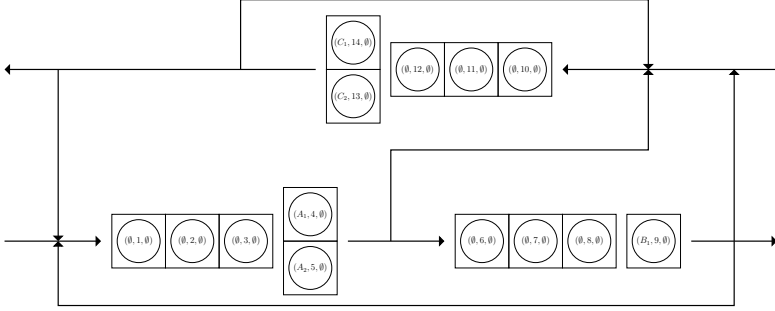 (C₁, 14, ∅)
(∅, 12, ∅) (∅, 11, ∅) (∅, 10, ∅)
(C₂, 13, ∅)
(A₁, 4, ∅)
(∅, 1, ∅) (∅, 2, ∅) (∅, 3, ∅) (∅, 6, ∅) (∅, 7, ∅) (∅, 8, ∅) (B₁, 9, ∅)
(A₂, 5, ∅)